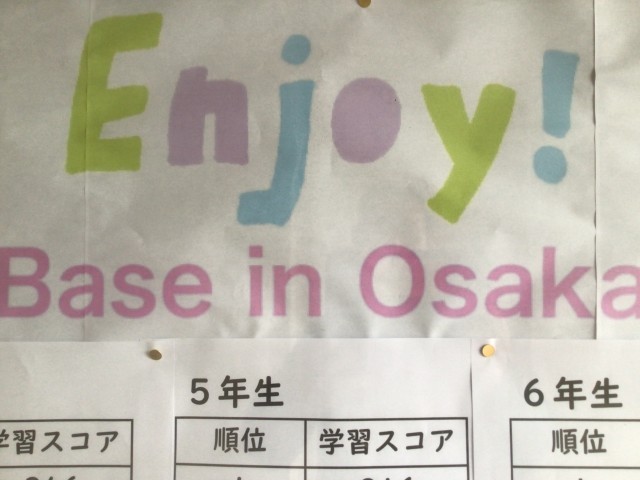 Enjoy!
Base in Osaka
5年生
6年生
学習スコア
順位
学習スコア
順位